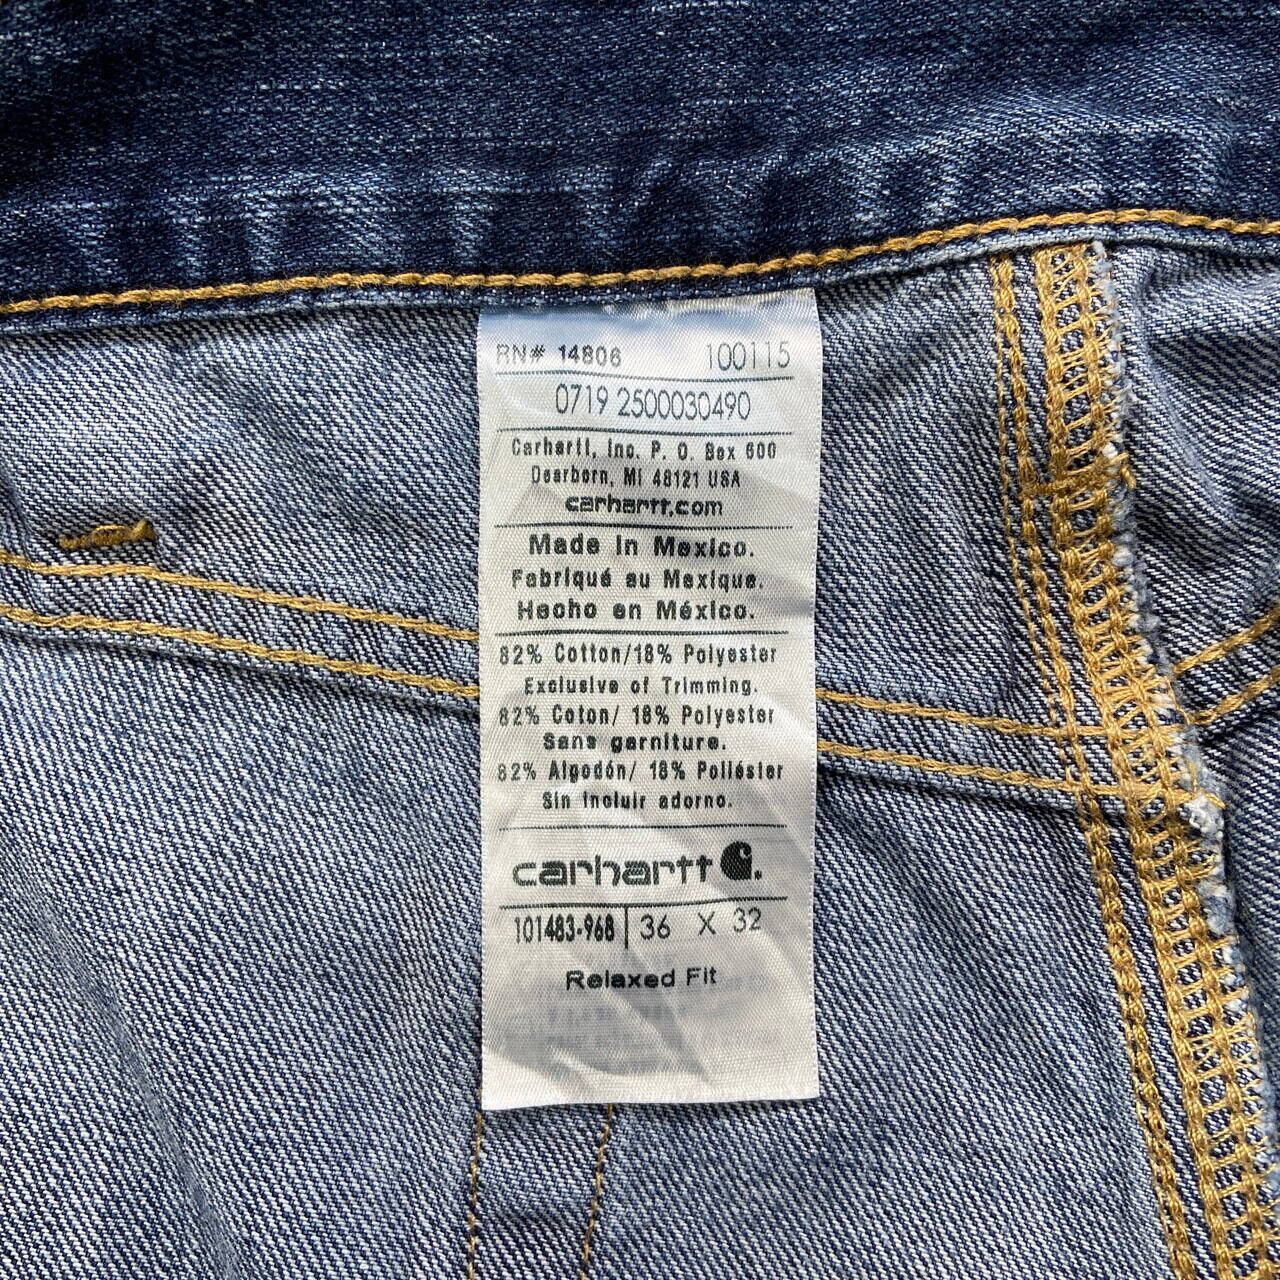 RN# 14806 100115
0719 2500030490
Carhartt, Inc. P. O. Box 600
Dearborn, MI 48121 USA
carhartt.com
Made in Mexico.
Fabriqué au Mexique.
Hecho en México.
82% Cotton/18% Polyester
Exclusive of Trimming.
82% Coton/ 18% Polyester
Sans garniture.
82% Algodón/ 18% Poliéster
Sin incluir adorno.
carhartt
101483-968 36 X 32
Relaxed Fit